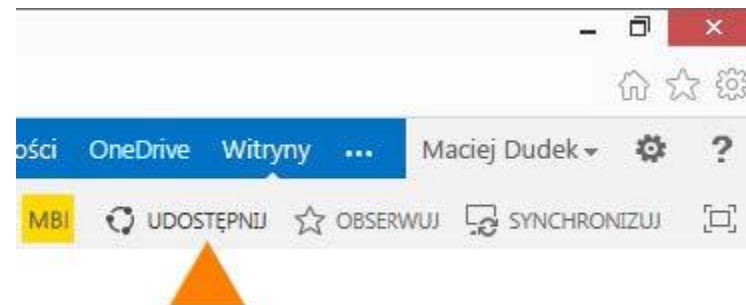 ości OneDrive Witryny ... Maciej Dudek ?
MBI UDOSTĘPNIJ OBSERWUJ SYNCHRONIZUJ